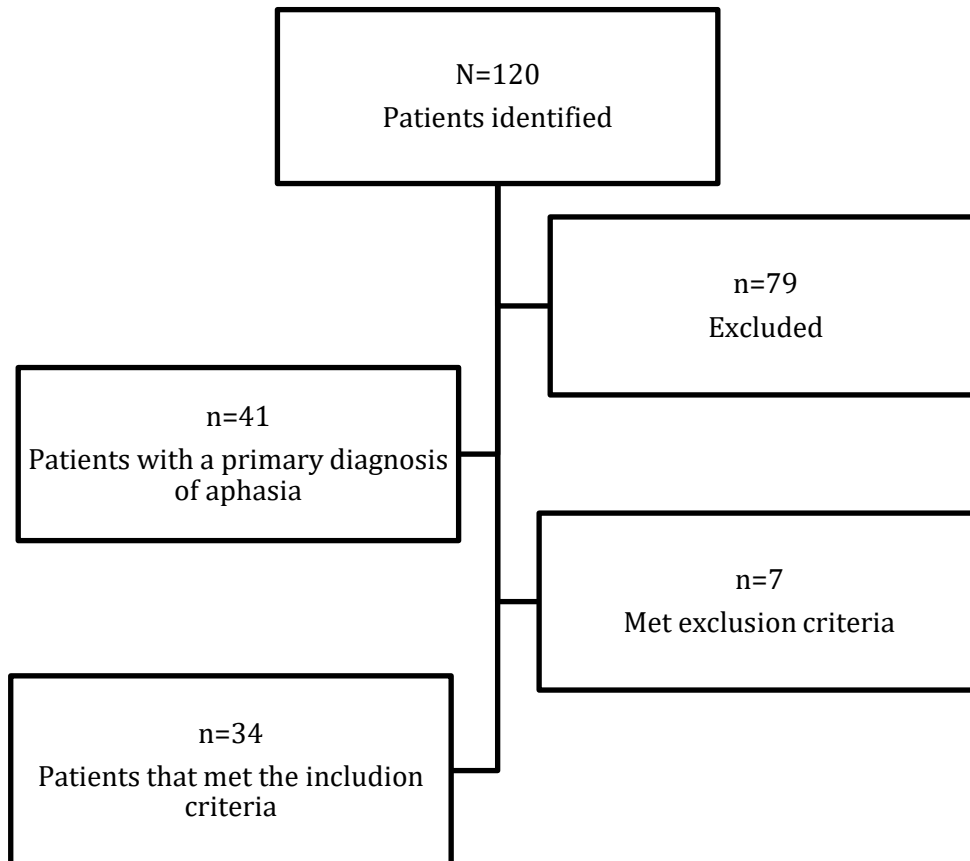 N=120
Patients identified
n=79
Excluded
n=41
Patients with a primary diagnosis
of aphasia
n=7
Met exclusion criteria
n=34
Patients that met the includion
criteria